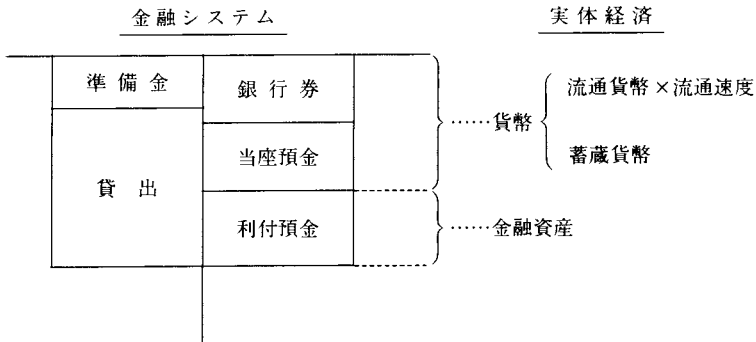 金融システム
実体経済
準備金
銀行券
流通貨幣×流通速度
……貨幣
当座預金
蓄蔵貨幣
貸出
利付預金
……金融資産